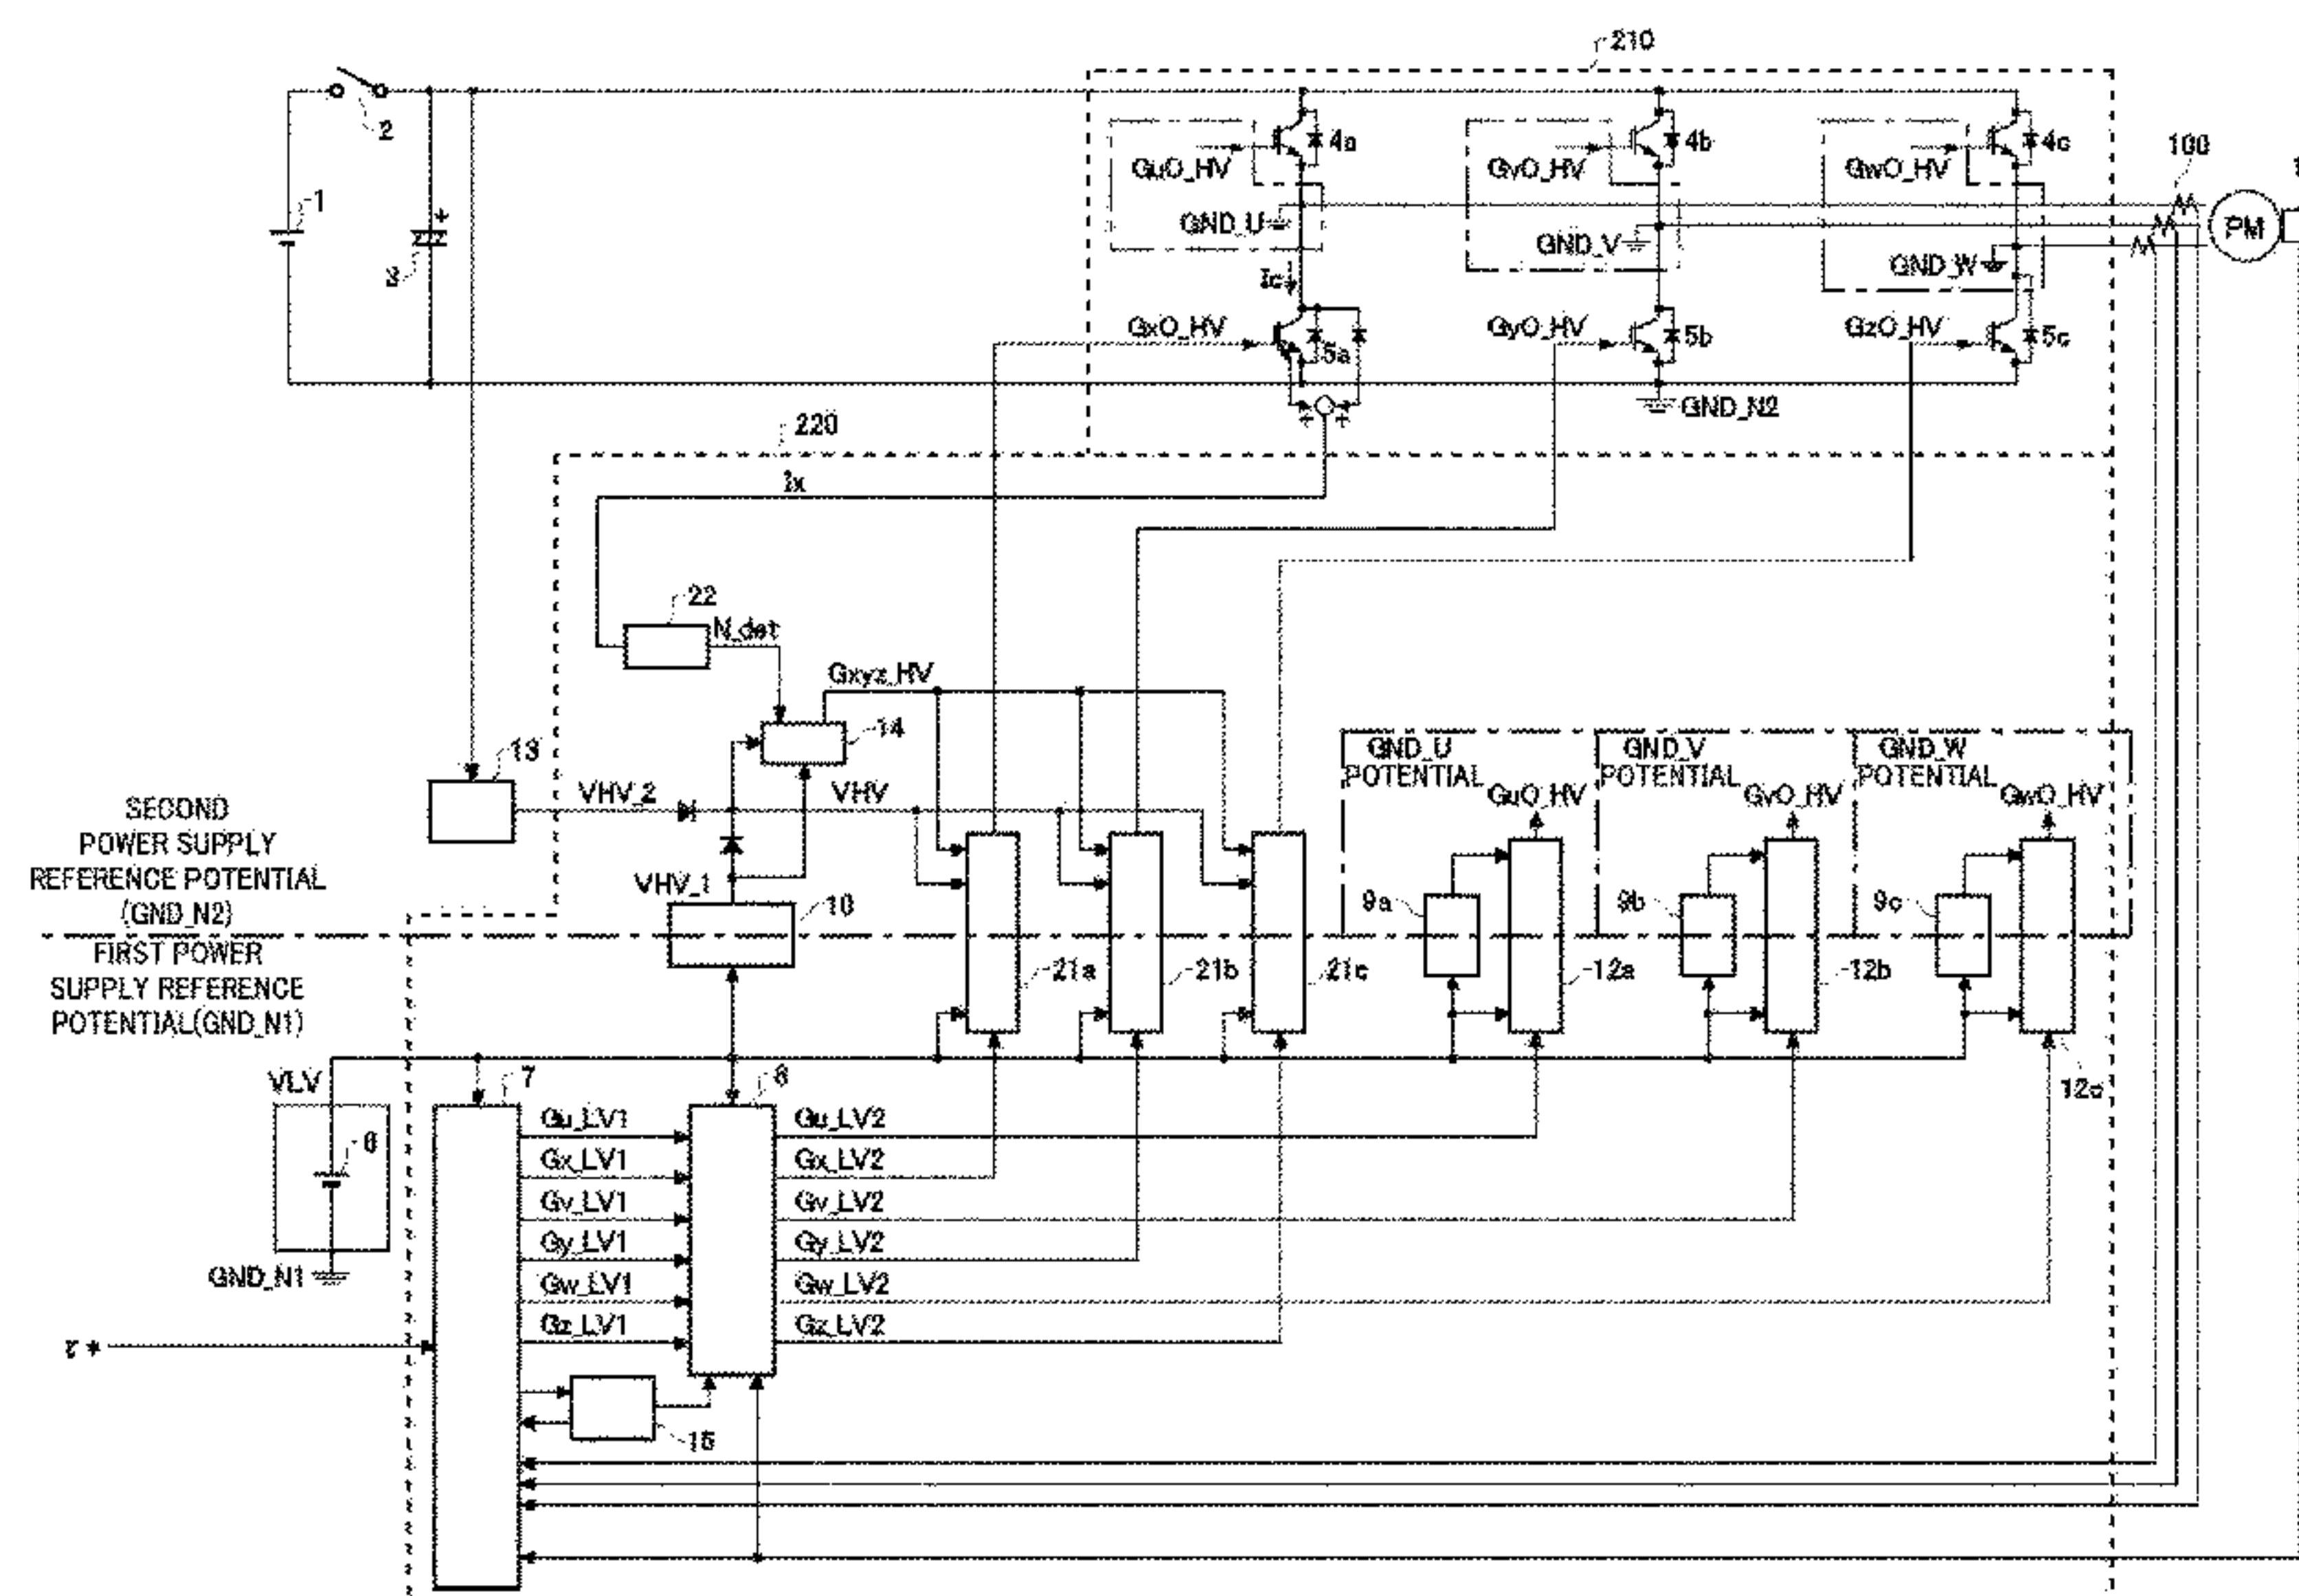 210
2
4a
4b
4c
100
GuO_HV
GvO_HV
GwO_HV
1
PM
GND_U
GND_V
GND_W
3
Ic
GxO_HV
GyO_HV
GzO_HV
5a
5b
5c
GND_N2
220
Ix
22
N_det
Gxyz_HV
14
13
GND_U
POTENTIAL
GND_V
POTENTIAL
GND_W
POTENTIAL
VHV_2
VHV
GuO_HV
GvO_HV
GwO_HV
SECOND
POWER SUPPLY
REFERENCE POTENTIAL
(GND_N2)
VHV_1
10
9a
9b
9c
FIRST POWER
SUPPLY REFERENCE
POTENTIAL(GND_N1)
21a
21b
21c
12a
12b
12c
VLV
7
8
6
Gu_LV1
Gu_LV2
Gx_LV1
Gx_LV2
Gv_LV1
Gv_LV2
Gy_LV1
Gy_LV2
GND_N1
Gw_LV1
Gw_LV2
Gz_LV1
Gz_LV2
τ *
15